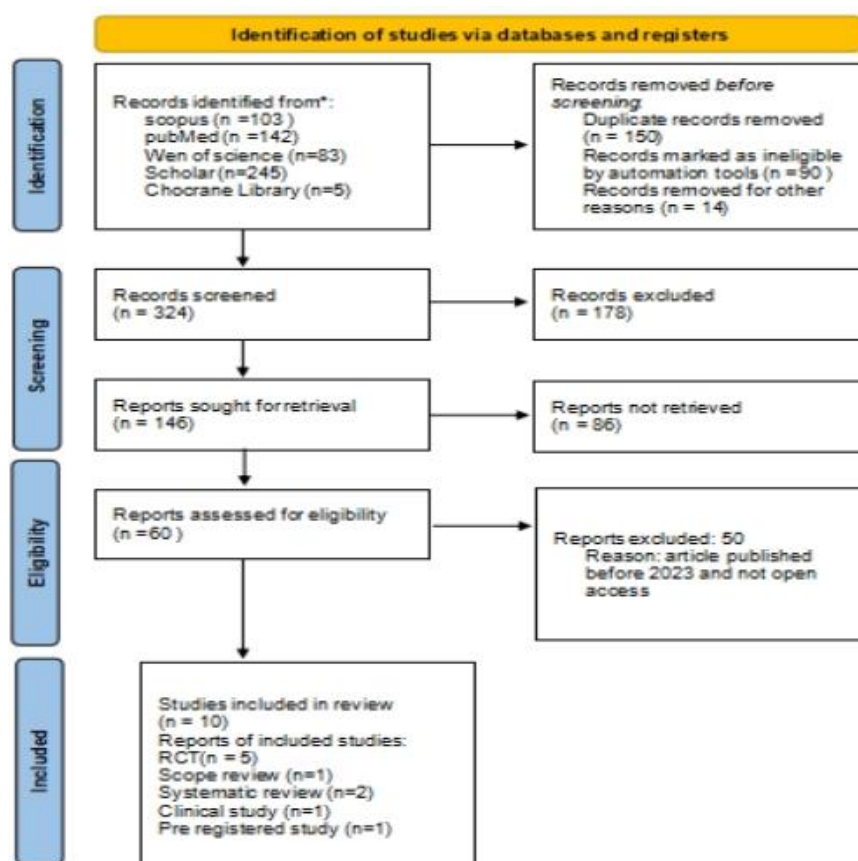 Identification of studies via databases and registers
Identification
Records identified from*:
scopus (n =103 )
pubMed (n =142)
Wen of science (n=83)
Scholar(n=245)
Chocrane Library (n=5)
Records removed before
screening:
Duplicate records removed
(n = 150)
Records marked as ineligible
by automation tools (n =90 )
Records removed for other
reasons (n = 14)
Screening
Records screened
(n = 324)
Records excluded
(n = 178)
Reports sought for retrieval
(n = 146)
Reports not retrieved
(n = 86)
Eligibility
Reports assessed for eligibility
(n =60 )
Reports excluded: 50
Reason: article published
before 2023 and not open
access
Included
Studies included in review
(n = 10)
Reports of included studies:
RCT(n = 5)
Scope review (n=1)
Systematic review (n=2)
Clinical study (n=1)
Pre registered study (n=1)